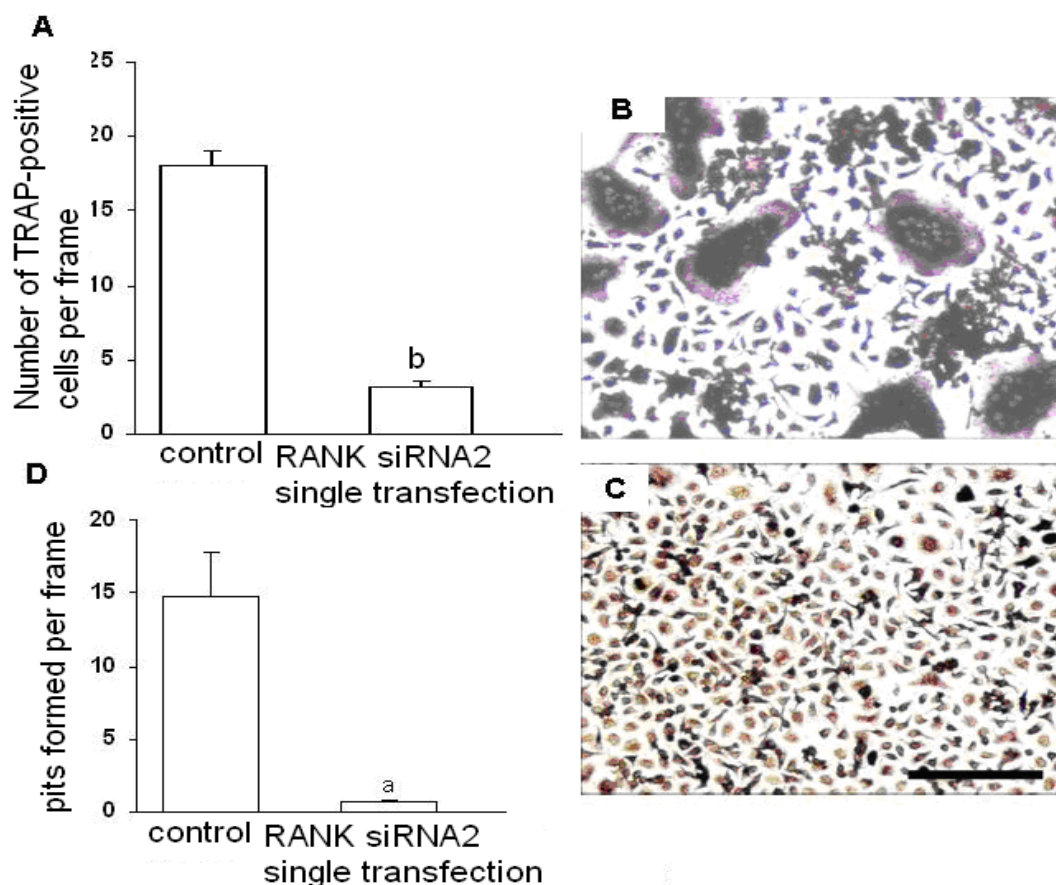 A
Number of TRAP-positive
cells per frame
25
20
15
10
5
0
b
control
RANK siRNA2
single transfection
B
C
D
pits formed per frame
20
15
10
5
0
a
control
RANK siRNA2
single transfection